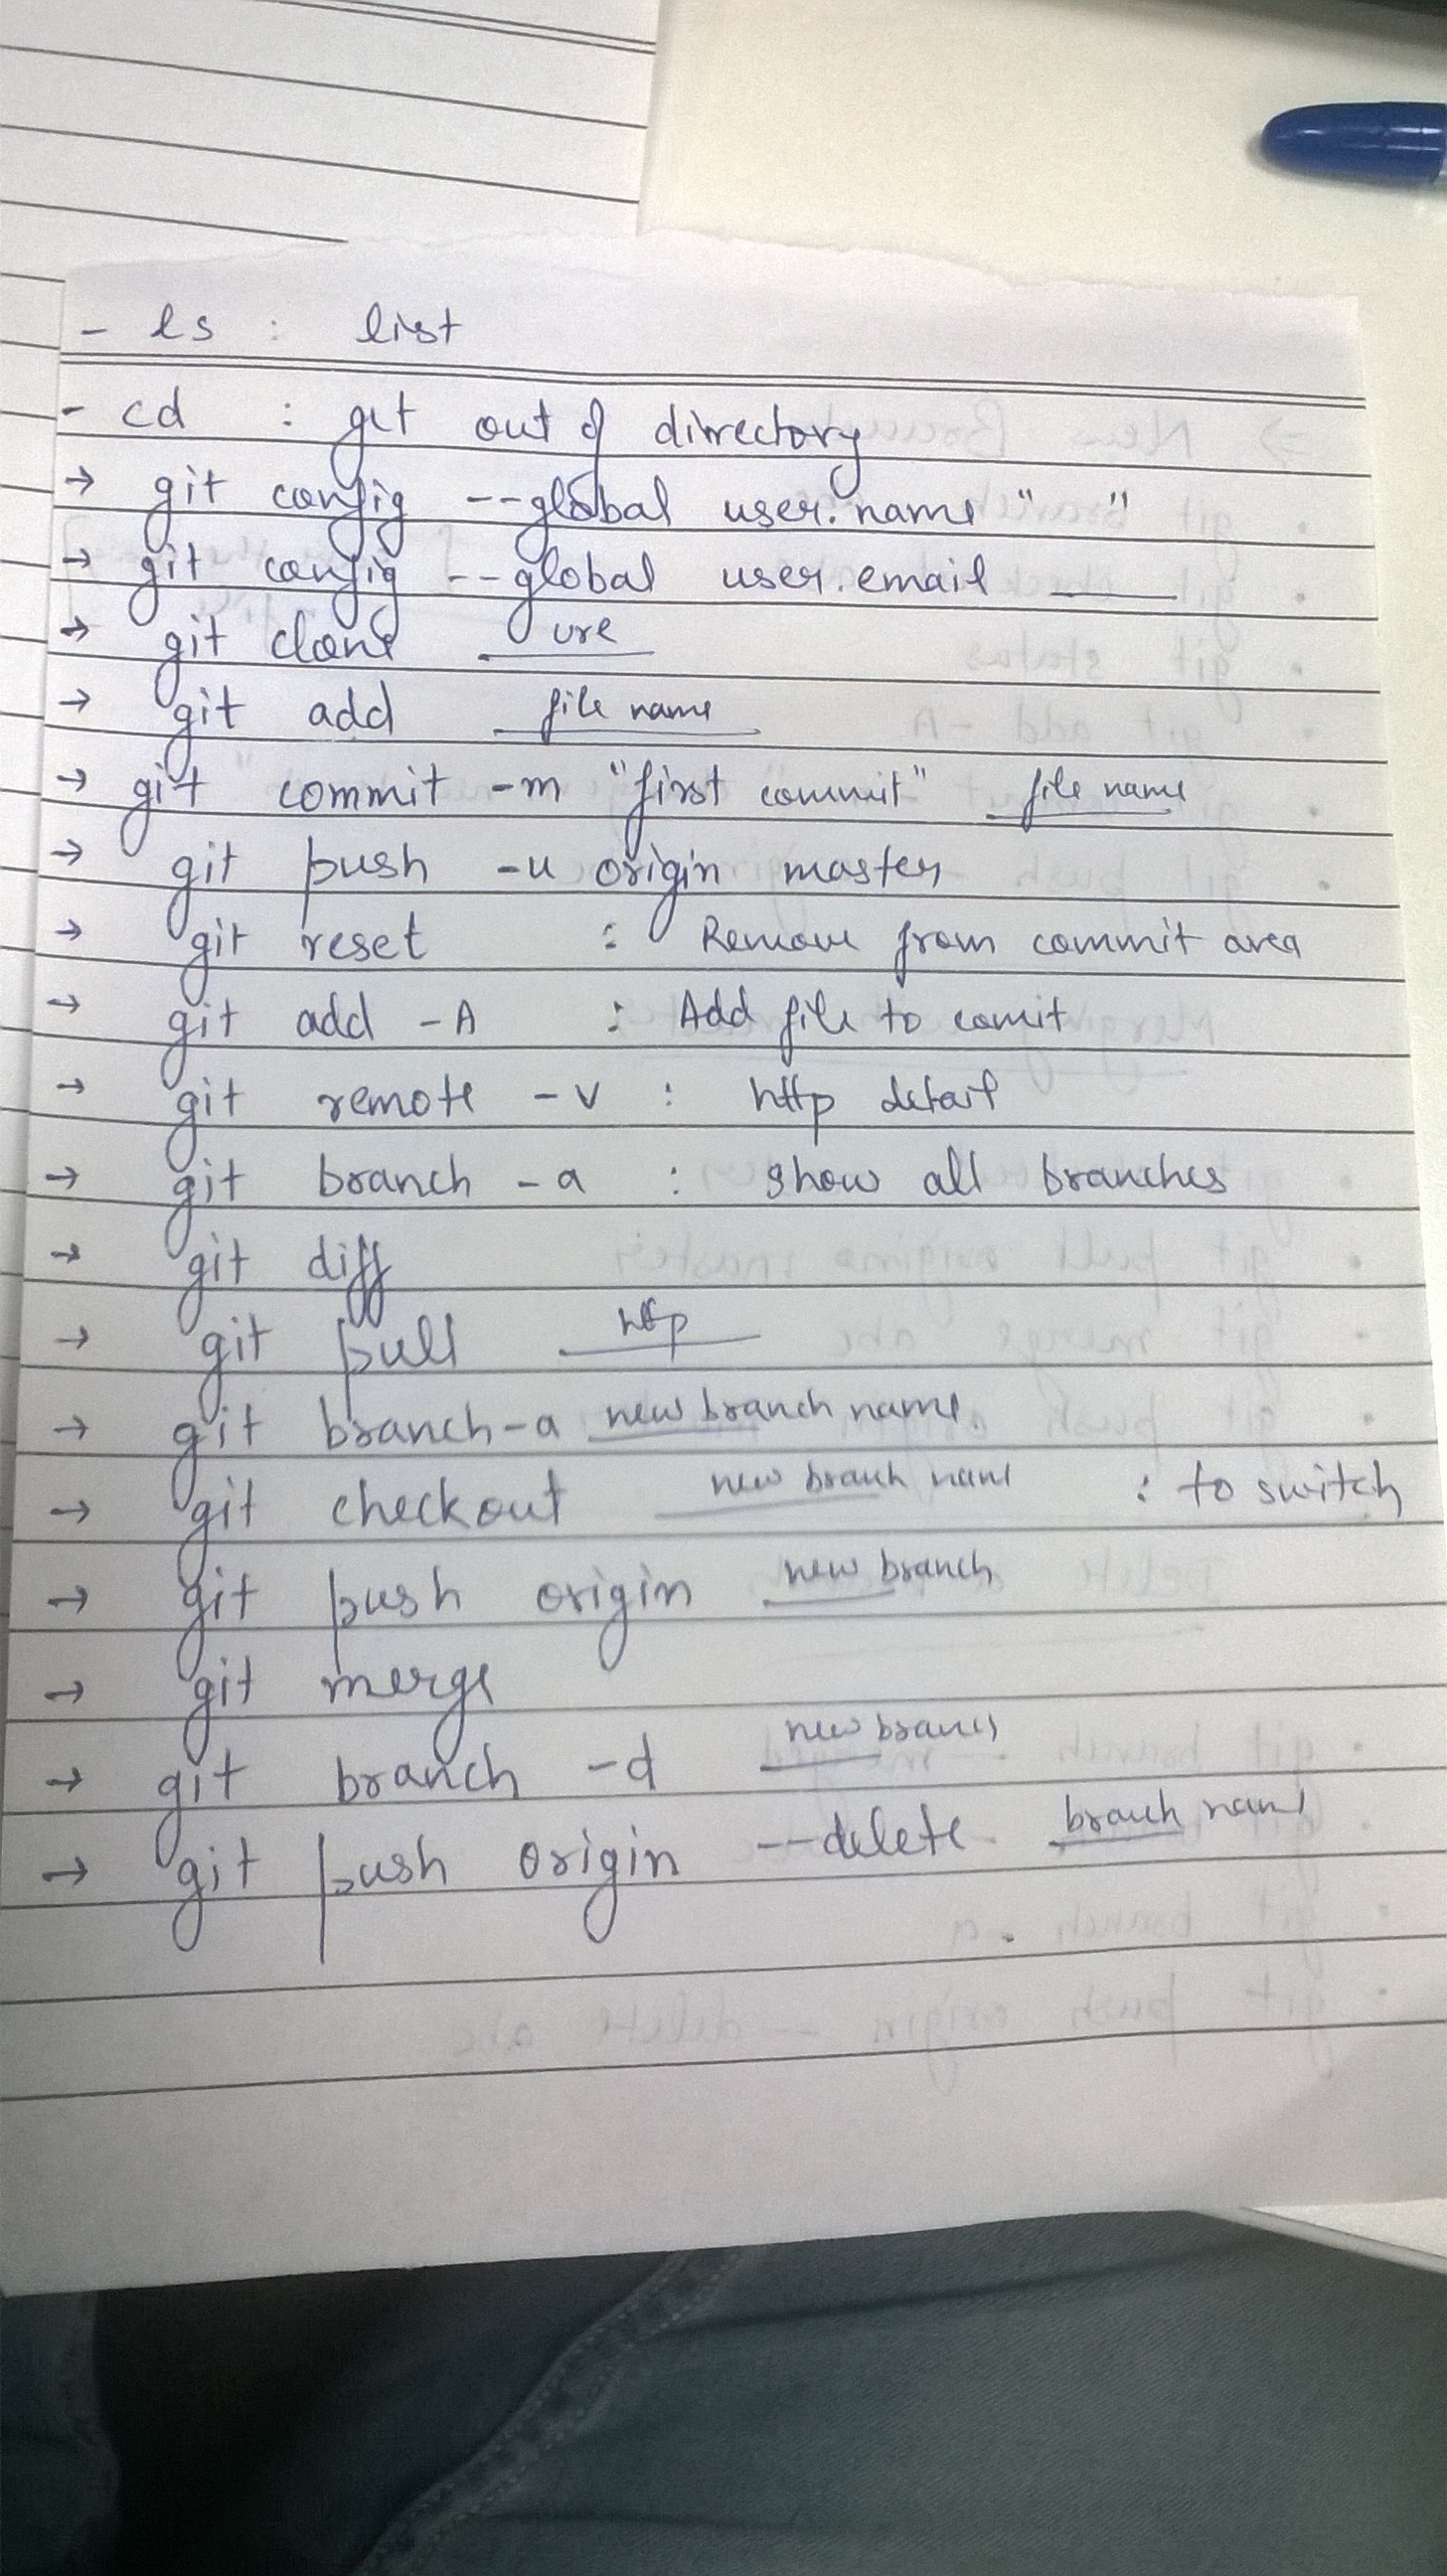 - ls : list
- cd : get out of directory
→ git config --global user.name " "
→ git config --global user.email ____
→ git clone url
→ git add file name
→ git commit -m "first commit" file name
→ git push -u origin master
→ git reset : Remove from commit area
→ git add -A : Add file to comit
→ git remote -v : http detail
→ git branch -a : show all branches
→ git diff
→ git pull http
→ git branch -a new branch name
→ git checkout new branch name : to switch
→ git push origin new branch
→ git merge
→ git branch -d new branch
→ git push origin --delete branch name